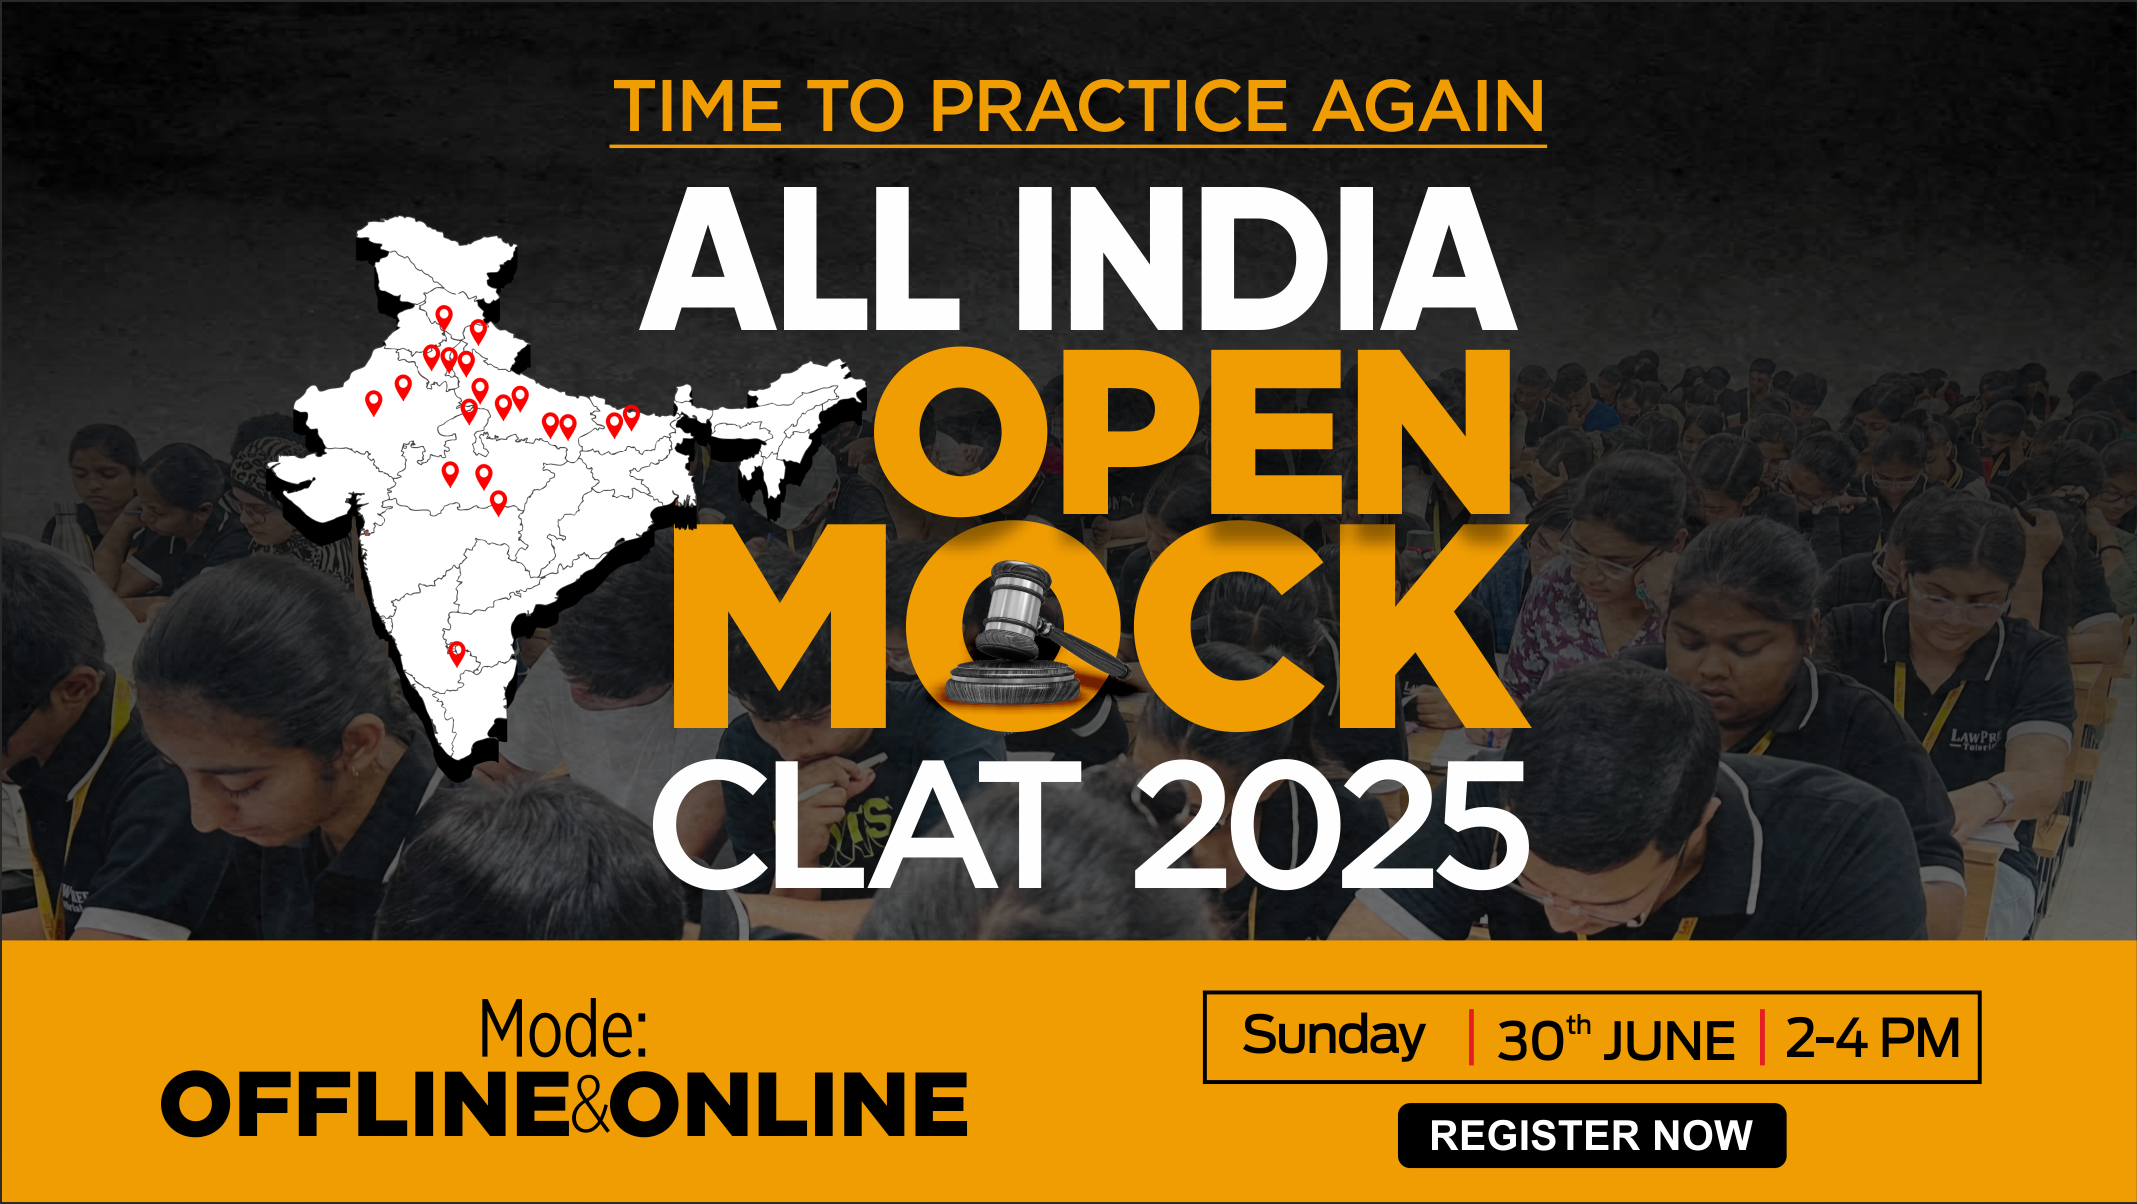 TIME TO PRACTICE AGAIN
ALL INDIA
OPEN
MOCK
CLAT 2025
Mode:
OFFLINE&ONLINE
Sunday | 30th JUNE | 2-4 PM
REGISTER NOW